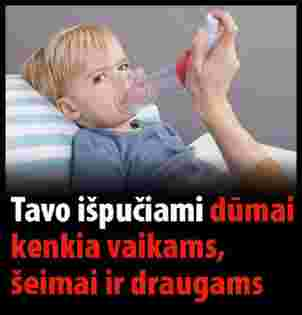 Tavo išpučiami dūmai
kenkia vaikams,
šeimai ir draugams